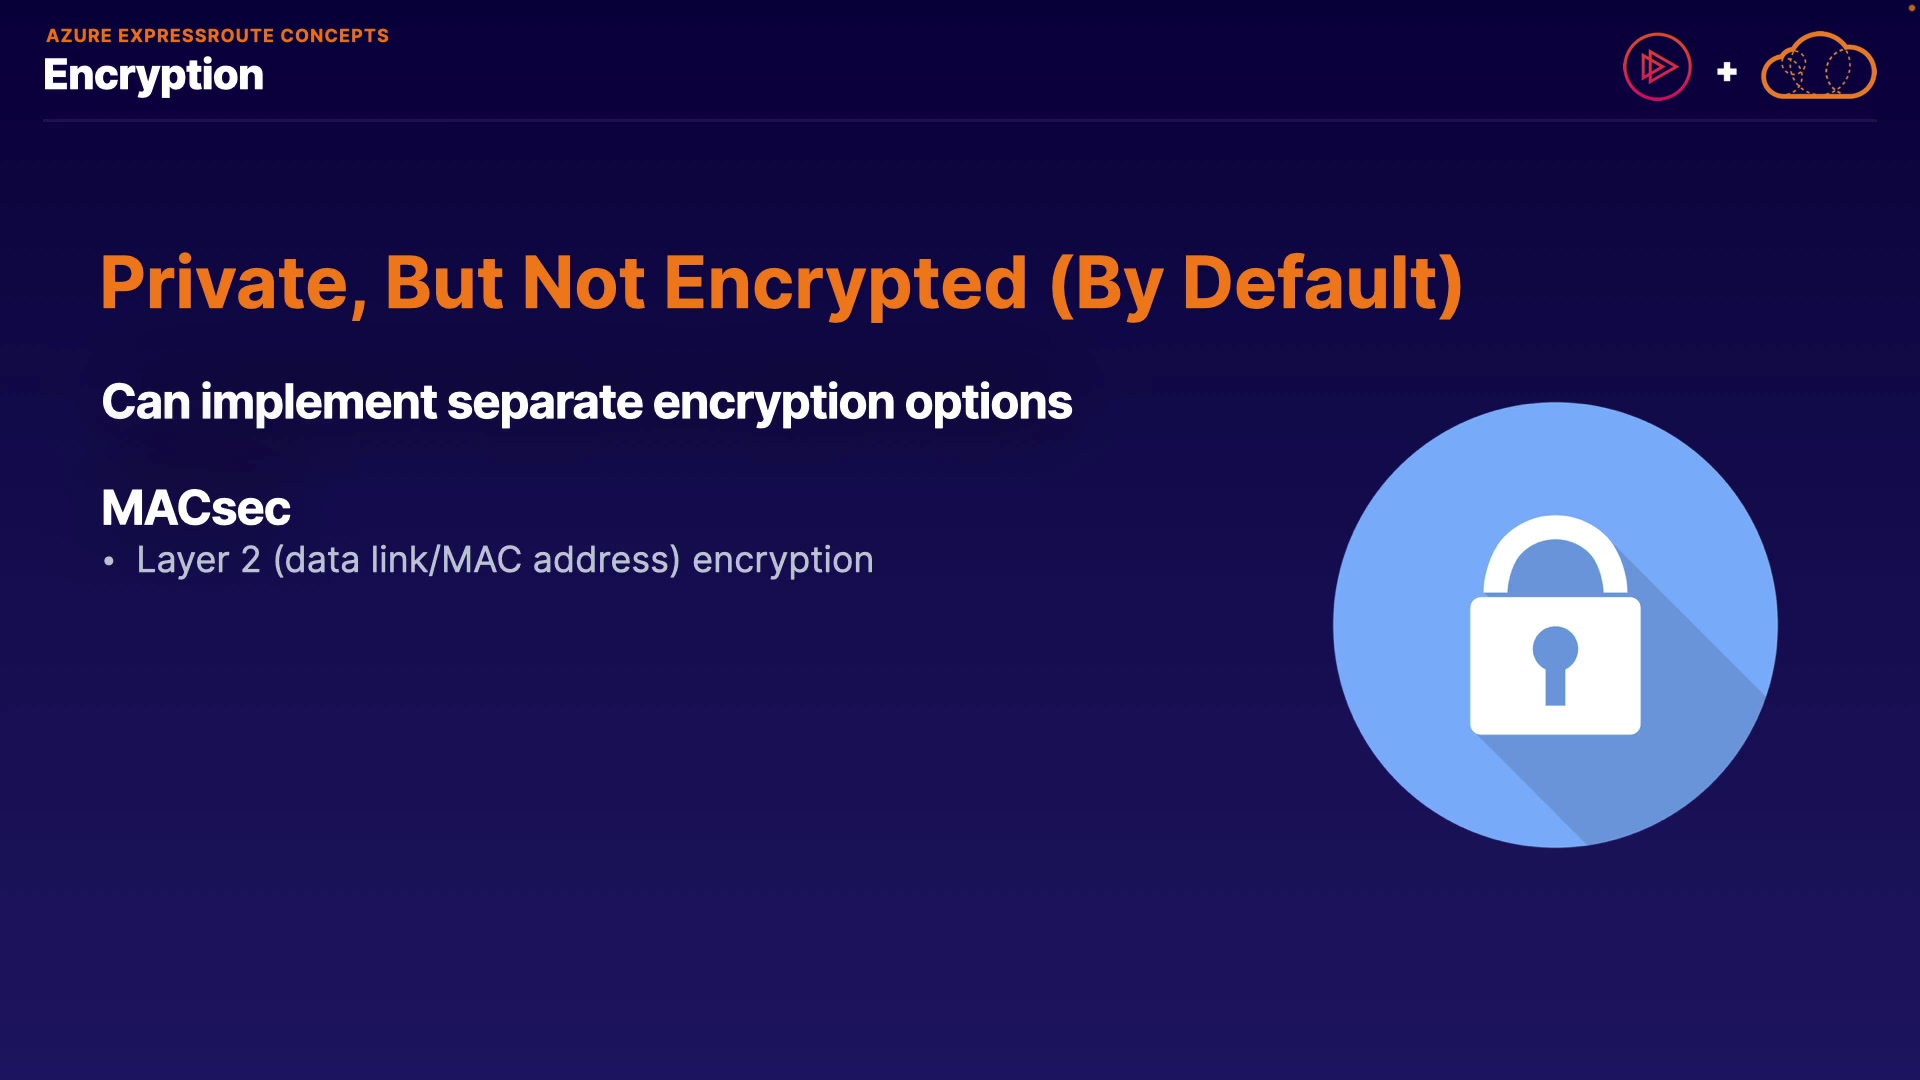 AZURE EXPRESSROUTE CONCEPTS
Encryption
+
Private, But Not Encrypted (By Default)
Can implement separate encryption options
MACsec
• Layer 2 (data link/MAC address) encryption